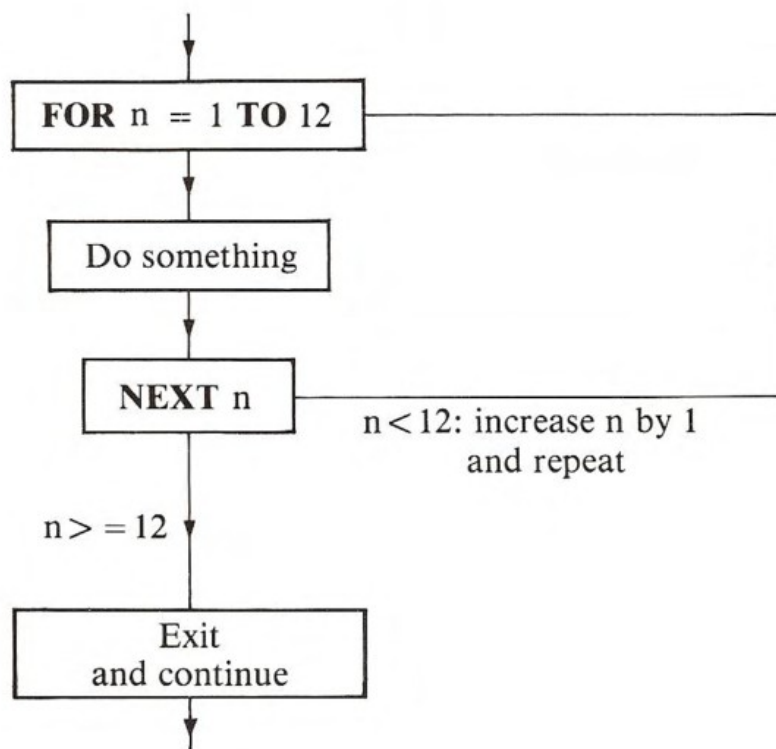 FOR n = 1 TO 12
Do something
NEXT n
n<12: increase n by 1
and repeat
n> =12
Exit
and continue